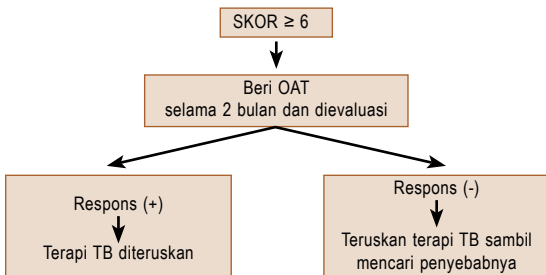 SKOR ≥ 6
Beri OAT
selama 2 bulan dan dievaluasi
Respons (+)
Terapi TB diteruskan
Respons (-)
Teruskan terapi TB sambil
mencari penyebabnya